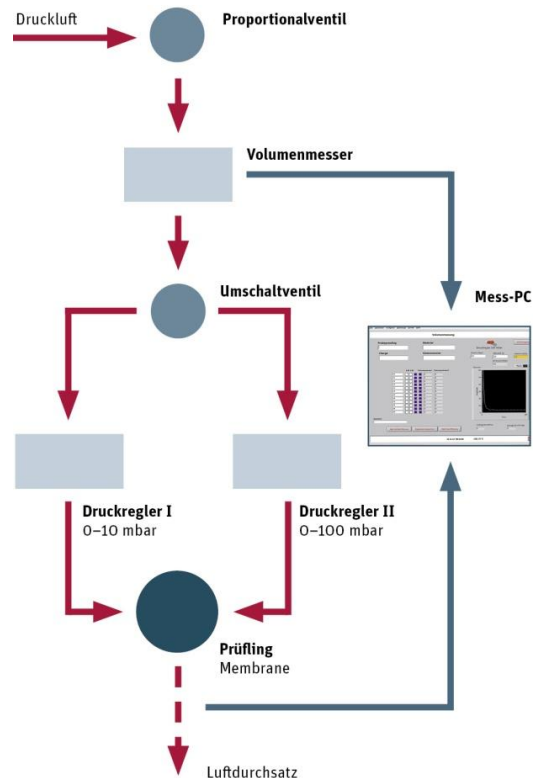 Druckluft
Proportionalventil
Volumenmesser
Umschaltventil
Mess-PC
Druckregler I
0–10 mbar
Druckregler II
0–100 mbar
Prüfling
Membrane
Luftdurchsatz